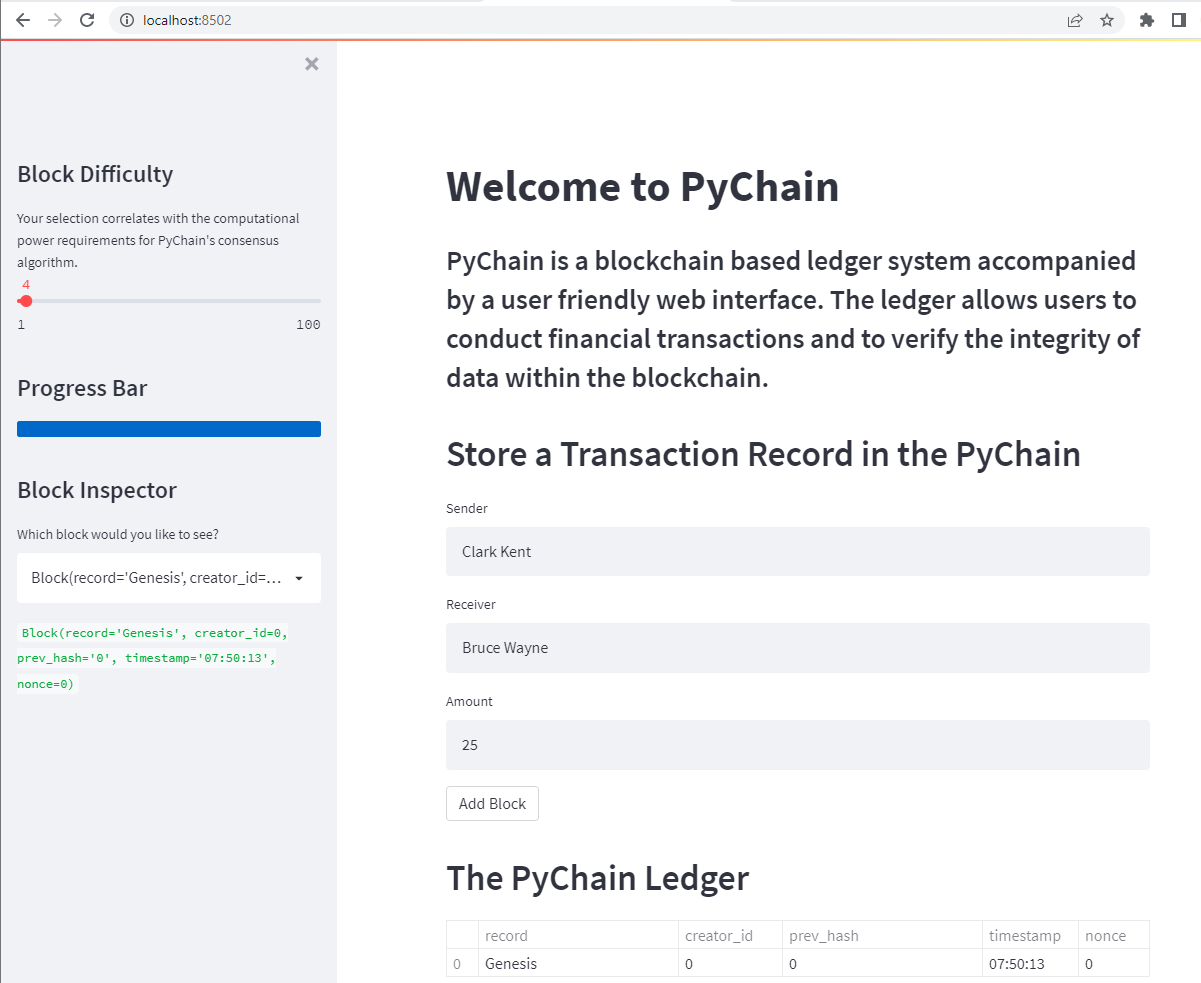 localhost:8502
Block Difficulty
Your selection correlates with the computational
power requirements for PyChain's consensus
algorithm.
4
1 100
Progress Bar
Block Inspector
Which block would you like to see?
Block(record='Genesis', creator_id=...
Block(record='Genesis', creator_id=0,
prev_hash='0', timestamp='07:50:13',
nonce=0)
Welcome to PyChain
PyChain is a blockchain based ledger system accompanied
by a user friendly web interface. The ledger allows users to
conduct financial transactions and to verify the integrity of
data within the blockchain.
Store a Transaction Record in the PyChain
Sender
Clark Kent
Receiver
Bruce Wayne
Amount
25
Add Block
The PyChain Ledger
record creator_id prev_hash timestamp nonce
0 Genesis 0 0 07:50:13 0